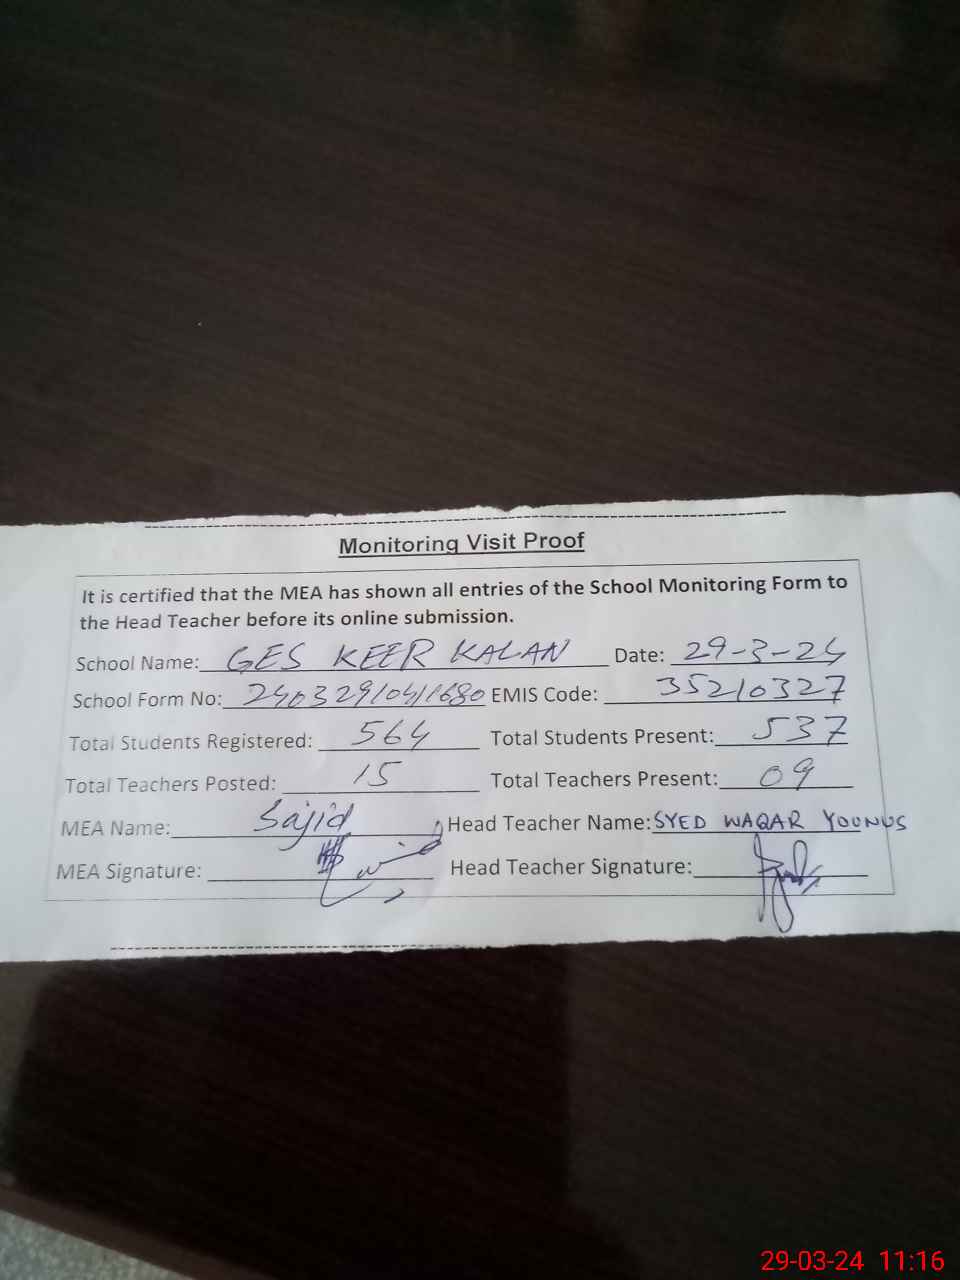 Monitoring Visit Proof
It is certified that the MEA has shown all entries of the School Monitoring Form to
the Head Teacher before its online submission.
School Name: GES KEER KALAN Date: 29-3-24
School Form No: 24032910411680 EMIS Code: 35210327
Total Students Registered: 564 Total Students Present: 537
Total Teachers Posted: 15 Total Teachers Present: 09
MEA Name: Sajid Head Teacher Name: SYED WAQAR YOUNUS
MEA Signature: Head Teacher Signature:
29-03-24 11:16